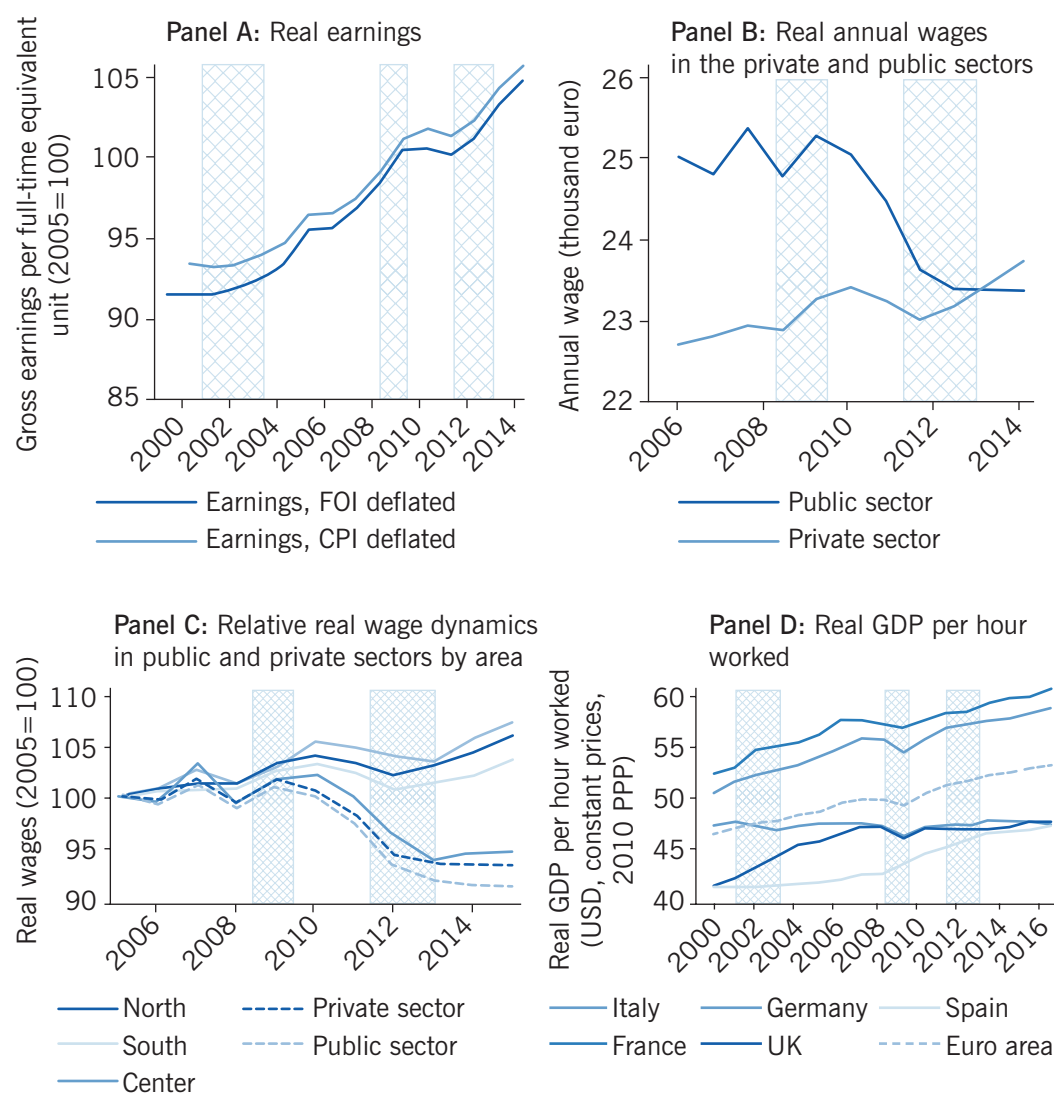 Panel A: Real earnings
Gross earnings per full-time equivalent
unit (2005=100)
105
100
95
90
85
2000
2002
2004
2006
2008
2010
2012
2014
Earnings, FOI deflated
Earnings, CPI deflated
Panel B: Real annual wages
in the private and public sectors
Annual wage (thousand euro)
26
25
24
23
22
2006
2008
2010
2012
2014
Public sector
Private sector
Panel C: Relative real wage dynamics
in public and private sectors by area
Real wages (2005=100)
110
105
100
95
90
2006
2008
2010
2012
2014
North
Private sector
South
Public sector
Center
Panel D: Real GDP per hour
worked
Real GDP per hour worked
(USD, constant prices,
2010 PPP)
60
55
50
45
40
2000
2002
2004
2006
2008
2010
2012
2014
2016
Italy
Germany
Spain
France
UK
Euro area